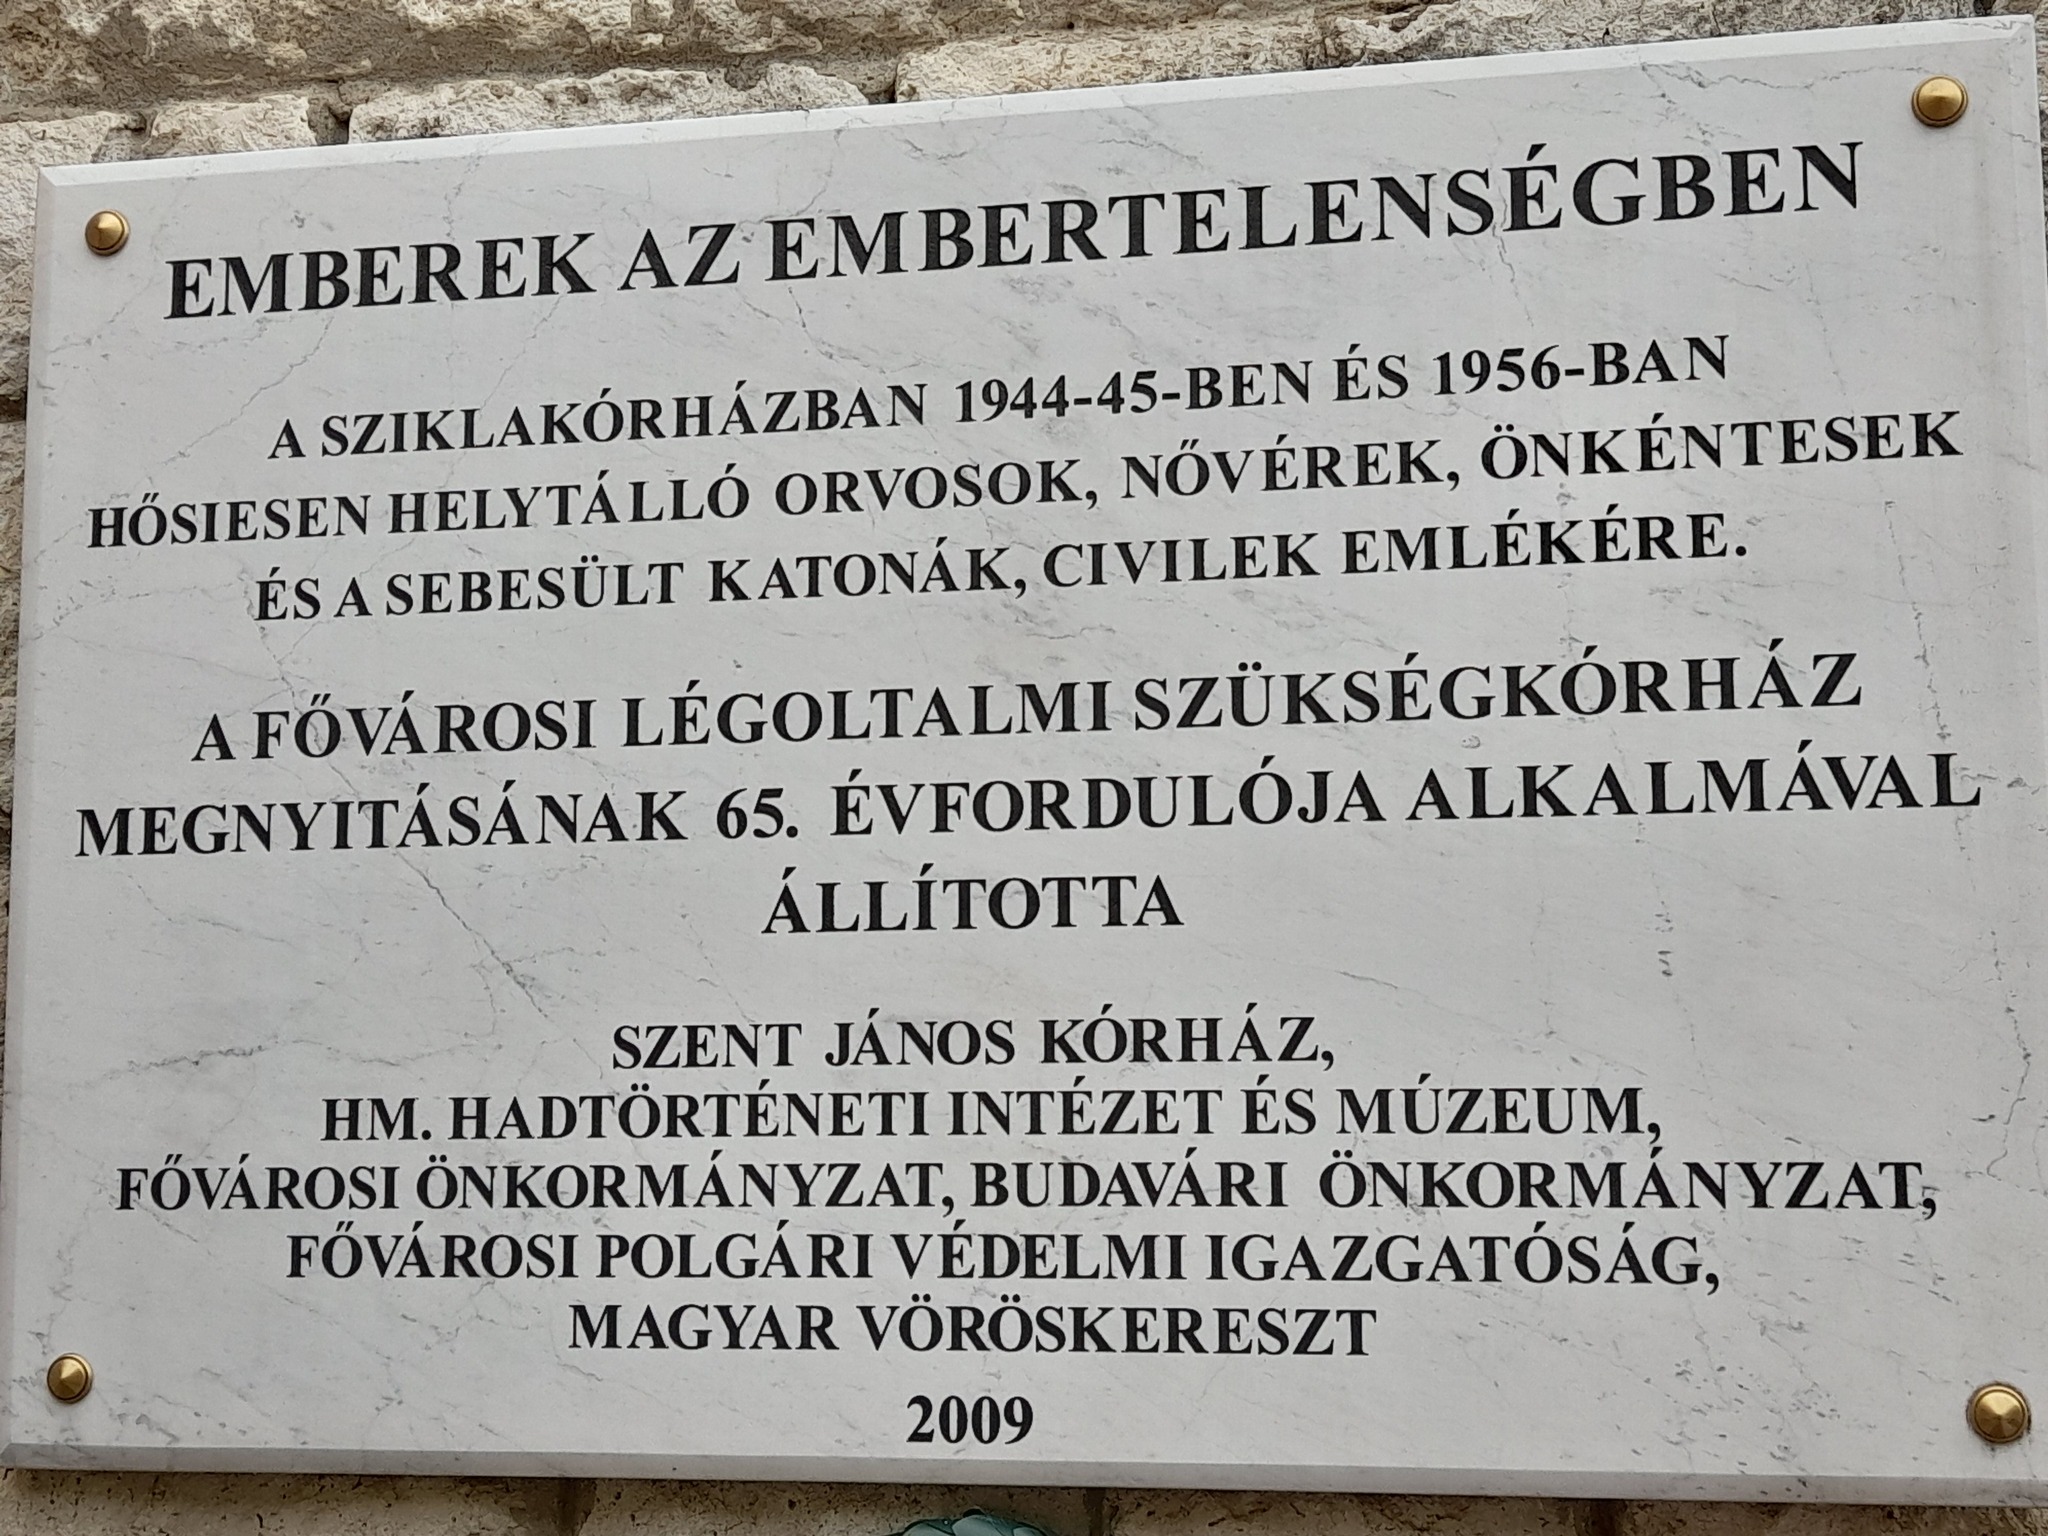 EMBEREK AZ EMBERTELENSÉGBEN
A SZIKLAKÓRHÁZBAN 1944-45-BEN ÉS 1956-BAN
HŐSIESEN HELYTÁLLÓ ORVOSOK, NŐVÉREK, ÖNKÉNTESEK
ÉS A SEBESÜLT KATONÁK, CIVILEK EMLÉKÉRE.
A FŐVÁROSI LÉGOLTALMI SZÜKSÉGKÓRHÁZ
MEGNYITÁSÁNAK 65. ÉVFORDULÓJA ALKALMÁVAL
ÁLLÍTOTTA
SZENT JÁNOS KÓRHÁZ,
HM. HADTÖRTÉNETI INTÉZET ÉS MÚZEUM,
FŐVÁROSI ÖNKORMÁNYZAT, BUDAVÁRI ÖNKORMÁNYZAT,
FŐVÁROSI POLGÁRI VÉDELMI IGAZGATÓSÁG,
MAGYAR VÖRÖSKERESZT
2009